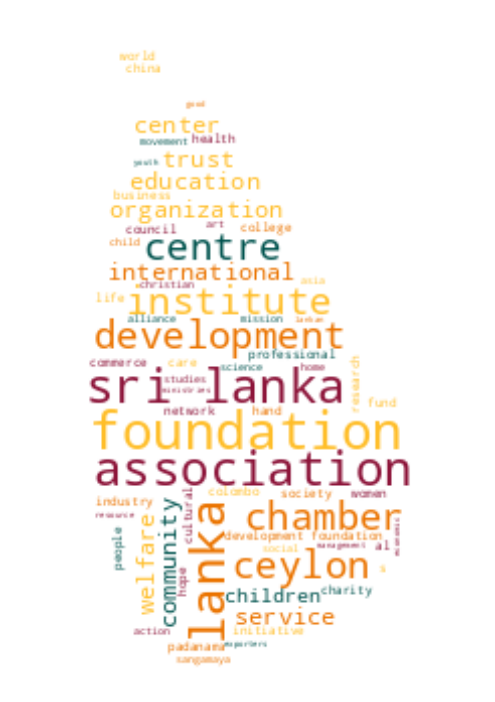 world
china
good
center
movement health
youth trust
education
business
organization
council art college
child centre
international
christian asia
life institute
alliance mission lankan
development
professional
commerce care science home
sri lanka
studies
ministries
research
network hand fund
foundation
association
colombo society women
industry
resource
cultural
welfare
community
people
lanka
chamber
development foundation
economic
social management al
ceylon s
hope
children charity
service
action initiative
padanama exporters
sangamaya